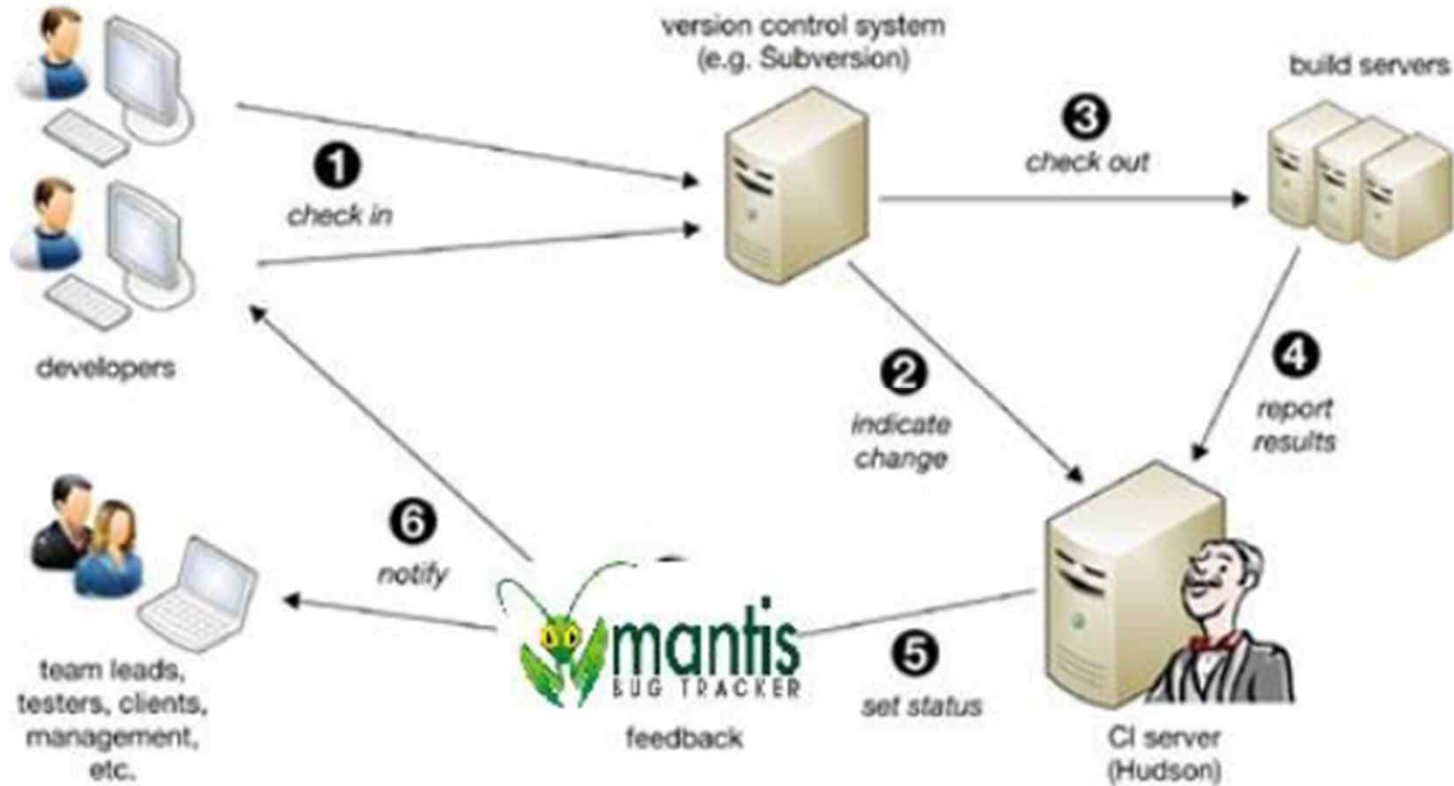 version control system
(e.g. Subversion)
build servers
1
check in
3
check out
developers
2
indicate
change
4
report
results
6
notify
mantis
BUG TRACKER
feedback
5
set status
team leads,
testers, clients,
management,
etc.
CI server
(Hudson)